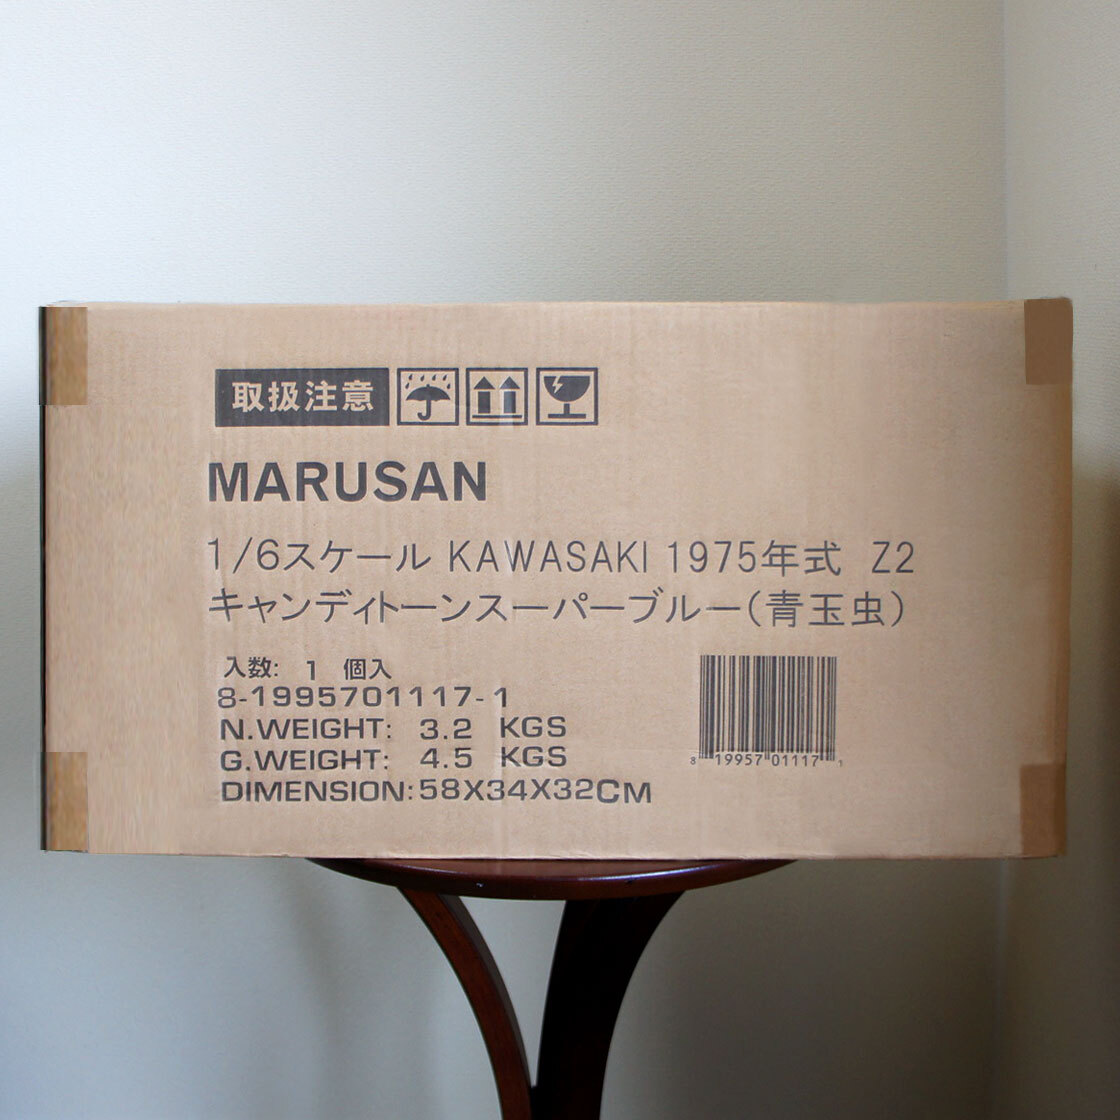 取扱注意
MARUSAN
1/6スケール KAWASAKI 1975年式 Z2
キャンディトーンスーパーブルー(青玉虫)
入数: 1 個入
8-1995701117-1
N.WEIGHT: 3.2 KGS
G.WEIGHT: 4.5 KGS
DIMENSION:58X34X32CM
8 19957 01117 1